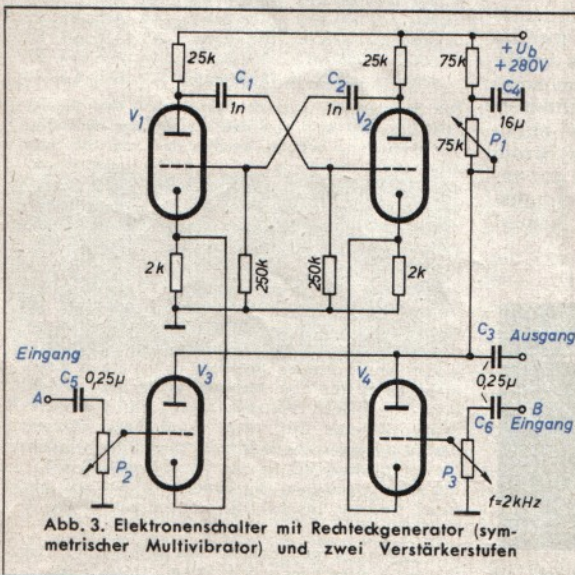 25k
C₁
1n
C₂
1n
25k
75k
+U_b
+280V
C₄
16µ
V₁
V₂
75k
P₁
2k
250k
250k
2k
Eingang
C₅
0,25µ
A
V₃
V₄
C₃
Ausgang
0,25µ
B
C₆
Eingang
P₂
P₃
f=2kHz
Abb. 3. Elektronenschalter mit Rechteckgenerator (sym-
metrischer Multivibrator) und zwei Verstärkerstufen